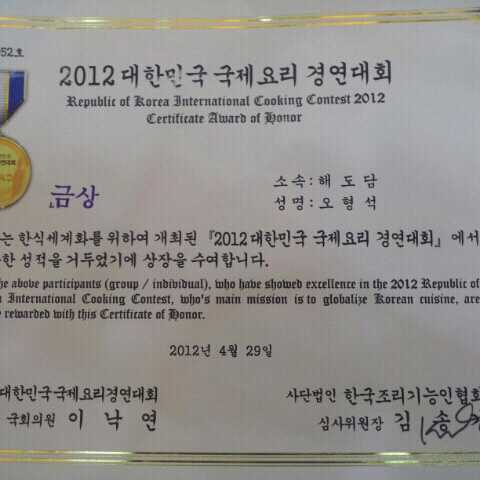 52호
2012 대한민국 국제요리 경연대회
Republic of Korea International Cooking Contest 2012
Certificate Award of Honor
금상
소속: 해 도 담
성명: 오 형 석
는 한식세계화를 위하여 개최된 『2012대한민국 국제요리 경연대회』에서
한 성적을 거두었기에 상장을 수여합니다.
he above participants (group / individual), who have showed excellence in the 2012 Republic of
International Cooking Contest, who's main mission is to globalize Korean cuisine, are
rewarded with this Certificate of Honor.
2012년 4월 29일
대한민국국제요리경연대회
국회의원 이 낙 연
사단법인 한국조리기능인협회
심사위원장 김 송